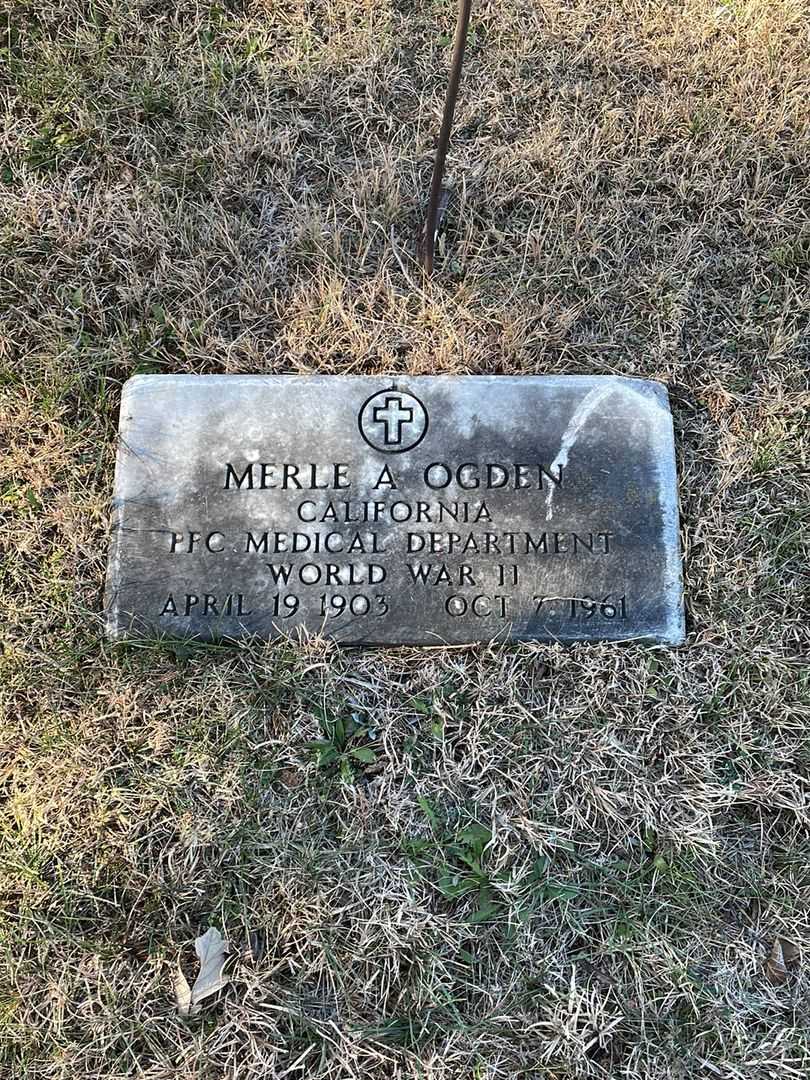 MERLE A OGDEN
CALIFORNIA
PFC MEDICAL DEPARTMENT
WORLD WAR II
APRIL 19 1903 OCT 7 1961